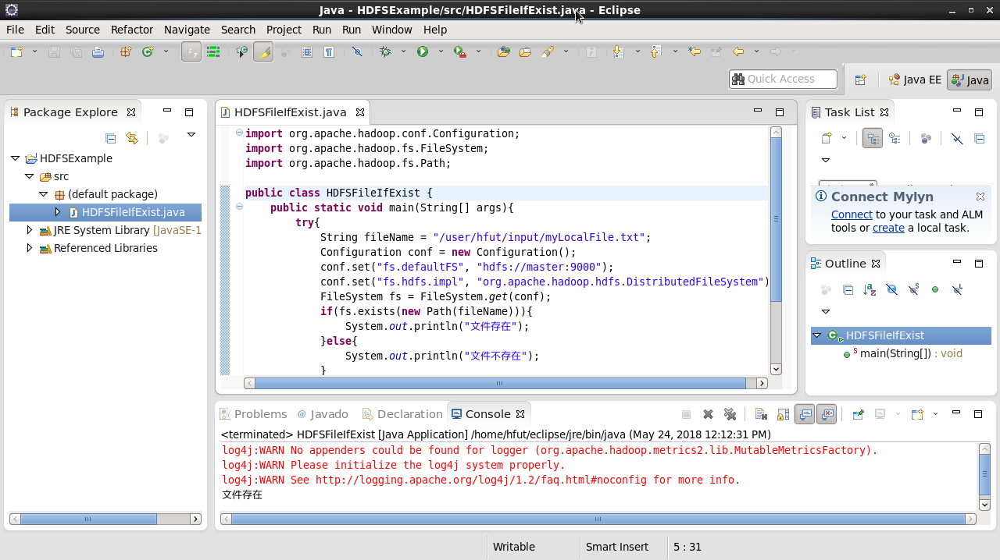 Java - HDFSExample/src/HDFSFileIfExist.java - Eclipse
File Edit Source Refactor Navigate Search Project Run Run Window Help
Quick Access
Java EE
Java
Package Explore
HDFSExample
src
(default package)
HDFSFileIfExist.java
JRE System Library [JavaSE-1
Referenced Libraries
HDFSFileIfExist.java
import org.apache.hadoop.conf.Configuration;
import org.apache.hadoop.fs.FileSystem;
import org.apache.hadoop.fs.Path;
public class HDFSFileIfExist {
public static void main(String[] args){
try{
String fileName = "/user/hfut/input/myLocalFile.txt";
Configuration conf = new Configuration();
conf.set("fs.defaultFS", "hdfs://master:9000");
conf.set("fs.hdfs.impl", "org.apache.hadoop.hdfs.DistributedFileSystem")
FileSystem fs = FileSystem.get(conf);
if(fs.exists(new Path(fileName))){
System.out.println("文件存在");
}else{
System.out.println("文件不存在");
}
Task List
Connect Mylyn
Connect to your task and ALM
tools or create a local task.
Outline
HDFSFileIfExist
main(String[]) : void
Problems @ Javado Declaration Console
<terminated> HDFSFileIfExist [Java Application] /home/hfut/eclipse/jre/bin/java (May 24, 2018 12:12:31 PM)
log4j:WARN No appenders could be found for logger (org.apache.hadoop.metrics2.lib.MutableMetricsFactory).
log4j:WARN Please initialize the log4j system properly.
log4j:WARN See http://logging.apache.org/log4j/1.2/faq.html#noconfig for more info.
文件存在
Writable
Smart Insert
5 : 31